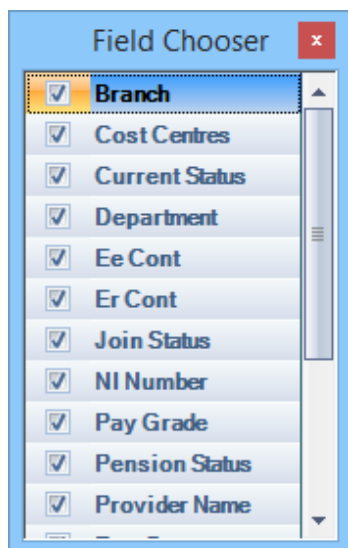 Field Chooser
x
Branch
Cost Centres
Current Status
Department
Ee Cont
Er Cont
Join Status
NI Number
Pay Grade
Pension Status
Provider Name